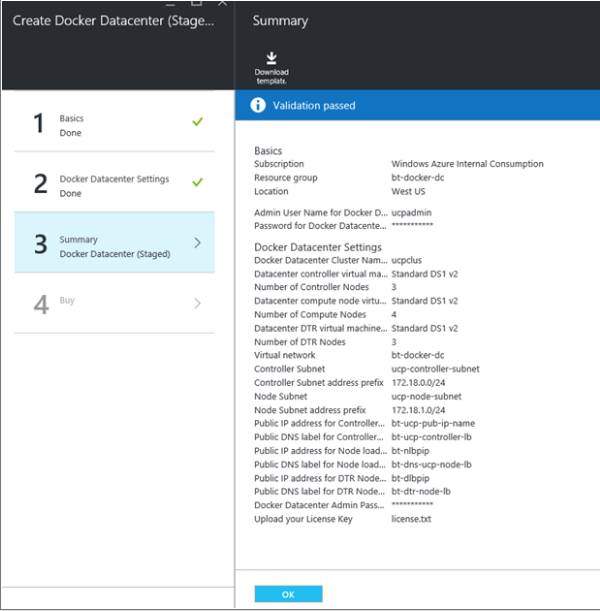 Create Docker Datacenter (Stage...
1
Basics
Done
2
Docker Datacenter Settings
Done
3
Summary
Docker Datacenter (Staged)
4
Buy
Summary
Download
template.
Validation passed
Basics
Subscription Windows Azure Internal Consumption
Resource group bt-docker-dc
Location West US
Admin User Name for Docker D... ucpadmin
Password for Docker Datacente... ***********
Docker Datacenter Settings
Docker Datacenter Cluster Nam... ucpclus
Datacenter controller virtual ma... Standard DS1 v2
Number of Controller Nodes 3
Datacenter compute node virtu... Standard DS1 v2
Number of Compute Nodes 4
Datacenter DTR virtual machine... Standard DS1 v2
Number of DTR Nodes 3
Virtual network bt-docker-dc
Controller Subnet ucp-controller-subnet
Controller Subnet address prefix 172.18.0.0/24
Node Subnet ucp-node-subnet
Node Subnet address prefix 172.18.1.0/24
Public IP address for Controller... bt-ucp-pub-ip-name
Public DNS label for Controller... bt-ucp-controller-lb
Public IP address for Node load... bt-nlbpip
Public DNS label for Node load... bt-dns-ucp-node-lb
Public IP address for DTR Node... bt-dlbpip
Public DNS label for DTR Node... bt-dtr-node-lb
Docker Datacenter Admin Pass... ***********
Upload your License Key license.txt
OK